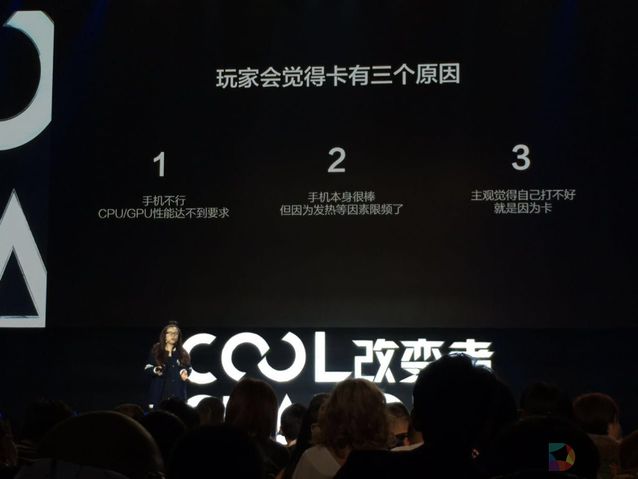 玩家会觉得卡有三个原因
1
手机不行
CPU/GPU性能达不到要求
2
手机本身很棒
但因为发热等因素限频了
3
主观觉得自己打不好
就是因为卡
COOL改变者